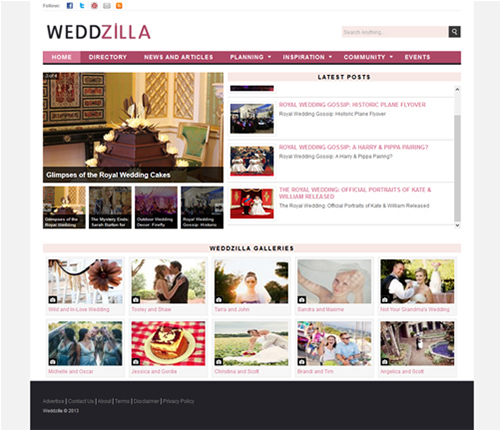 Follow:
WEDDZILLA
Search Anything...
HOME DIRECTORY NEWS AND ARTICLES PLANNING INSPIRATION COMMUNITY EVENTS
Glimpses of the Royal Wedding Cakes
Glimpses of the Royal Wedding
The Mystery Ends: Sarah Burton for
Outdoor Wedding Decor: Firefly
Royal Wedding Gossip: Historic
LATEST POSTS
ROYAL WEDDING GOSSIP: HISTORIC PLANE FLYOVER
Royal Wedding Gossip: Historic Plane Flyover
ROYAL WEDDING GOSSIP: A HARRY & PIPPA PAIRING?
Royal Wedding Gossip: A Harry & Pippa Pairing?
THE ROYAL WEDDING: OFFICIAL PORTRAITS OF KATE &
WILLIAM RELEASED
The Royal Wedding: Official Portraits of Kate & William Released
WEDDZILLA GALLERIES
Wild and In-Love Wedding
and Shaw
Tarra and John
Sandra and Maxime
Not Your Grandma's Wedding
Michelle and Oscar
Jessica and Gordie
Christina and Scott
Brandi and Tim
Angelica and Scott
Advertise | Contact Us | About | Terms | Disclaimer | Privacy Policy
Weddzilla © 2013